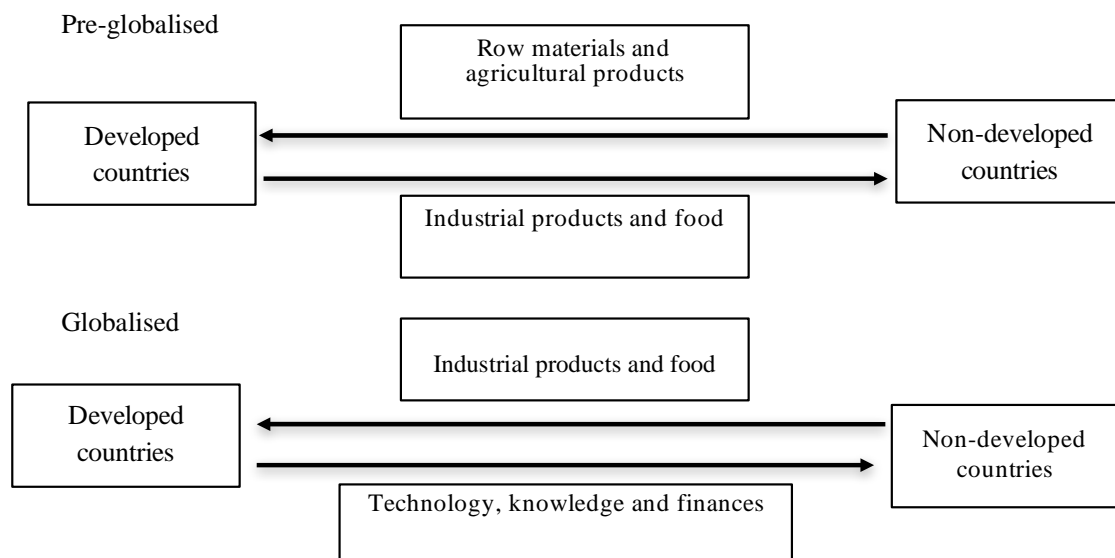 Pre-globalised
Row materials and
agricultural products
Developed
countries
Non-developed
countries
Industrial products and food
Globalised
Industrial products and food
Developed
countries
Non-developed
countries
Technology, knowledge and finances